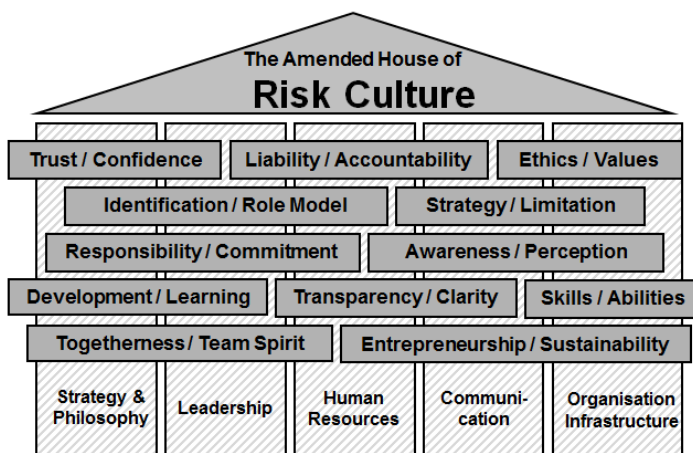 The Amended House of
Risk Culture
Trust / Confidence
Liability / Accountability
Ethics / Values
Identification / Role Model
Strategy / Limitation
Responsibility / Commitment
Awareness / Perception
Development / Learning
Transparency / Clarity
Skills / Abilities
Togetherness / Team Spirit
Entrepreneurship / Sustainability
Strategy &
Philosophy
Leadership
Human
Resources
Communi-
cation
Organisation
Infrastructure